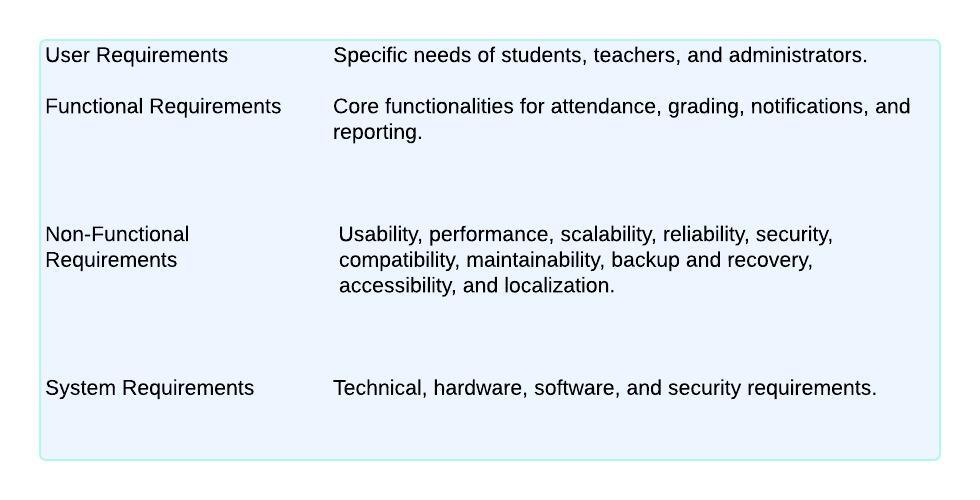 User Requirements Specific needs of students, teachers, and administrators.
Functional Requirements Core functionalities for attendance, grading, notifications, and
reporting.
Non-Functional Usability, performance, scalability, reliability, security,
Requirements compatibility, maintainability, backup and recovery,
accessibility, and localization.
System Requirements Technical, hardware, software, and security requirements.